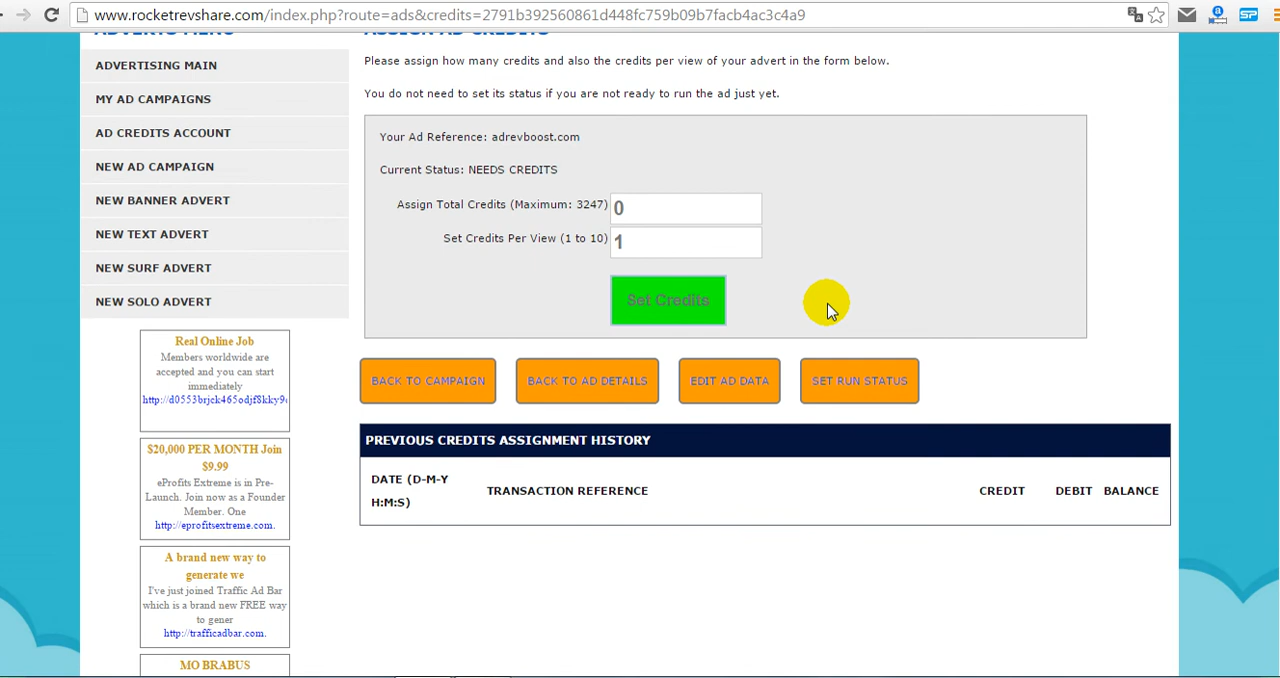 www.rocketrevshare.com/index.php?route=ads&credits=2791b392560861d448fc759b09b7facb4ac3c4a9
SP
ADVERTS MENU
ADVERTISING MAIN
MY AD CAMPAIGNS
AD CREDITS ACCOUNT
NEW AD CAMPAIGN
NEW BANNER ADVERT
NEW TEXT ADVERT
NEW SURF ADVERT
NEW SOLO ADVERT
Real Online Job
Members worldwide are
accepted and you can start
immediately
$20,000 PER MONTH Join
$9.99
eProfits Extreme is in Pre-
Launch. Join now as a Founder
Member. One
http://eprofitsextreme.com.
A brand new way to
generate we
I've just joined Traffic Ad Bar
which is a brand new FREE way
to gener
http://trafficadbar.com.
MO BRABUS
ASSIGN AD CREDITS
Please assign how many credits and also the credits per view of your advert in the form below.
You do not need to set its status if you are not ready to run the ad just yet.
Your Ad Reference: adrevboost.com
Current Status: NEEDS CREDITS
Assign Total Credits (Maximum: 3247) 0
Set Credits Per View (1 to 10) 1
Set Credits
BACK TO CAMPAIGN
BACK TO AD DETAILS
EDIT AD DATA
SET RUN STATUS
PREVIOUS CREDITS ASSIGNMENT HISTORY
DATE (D-M-Y
H:M:S)
TRANSACTION REFERENCE
CREDIT
DEBIT
BALANCE